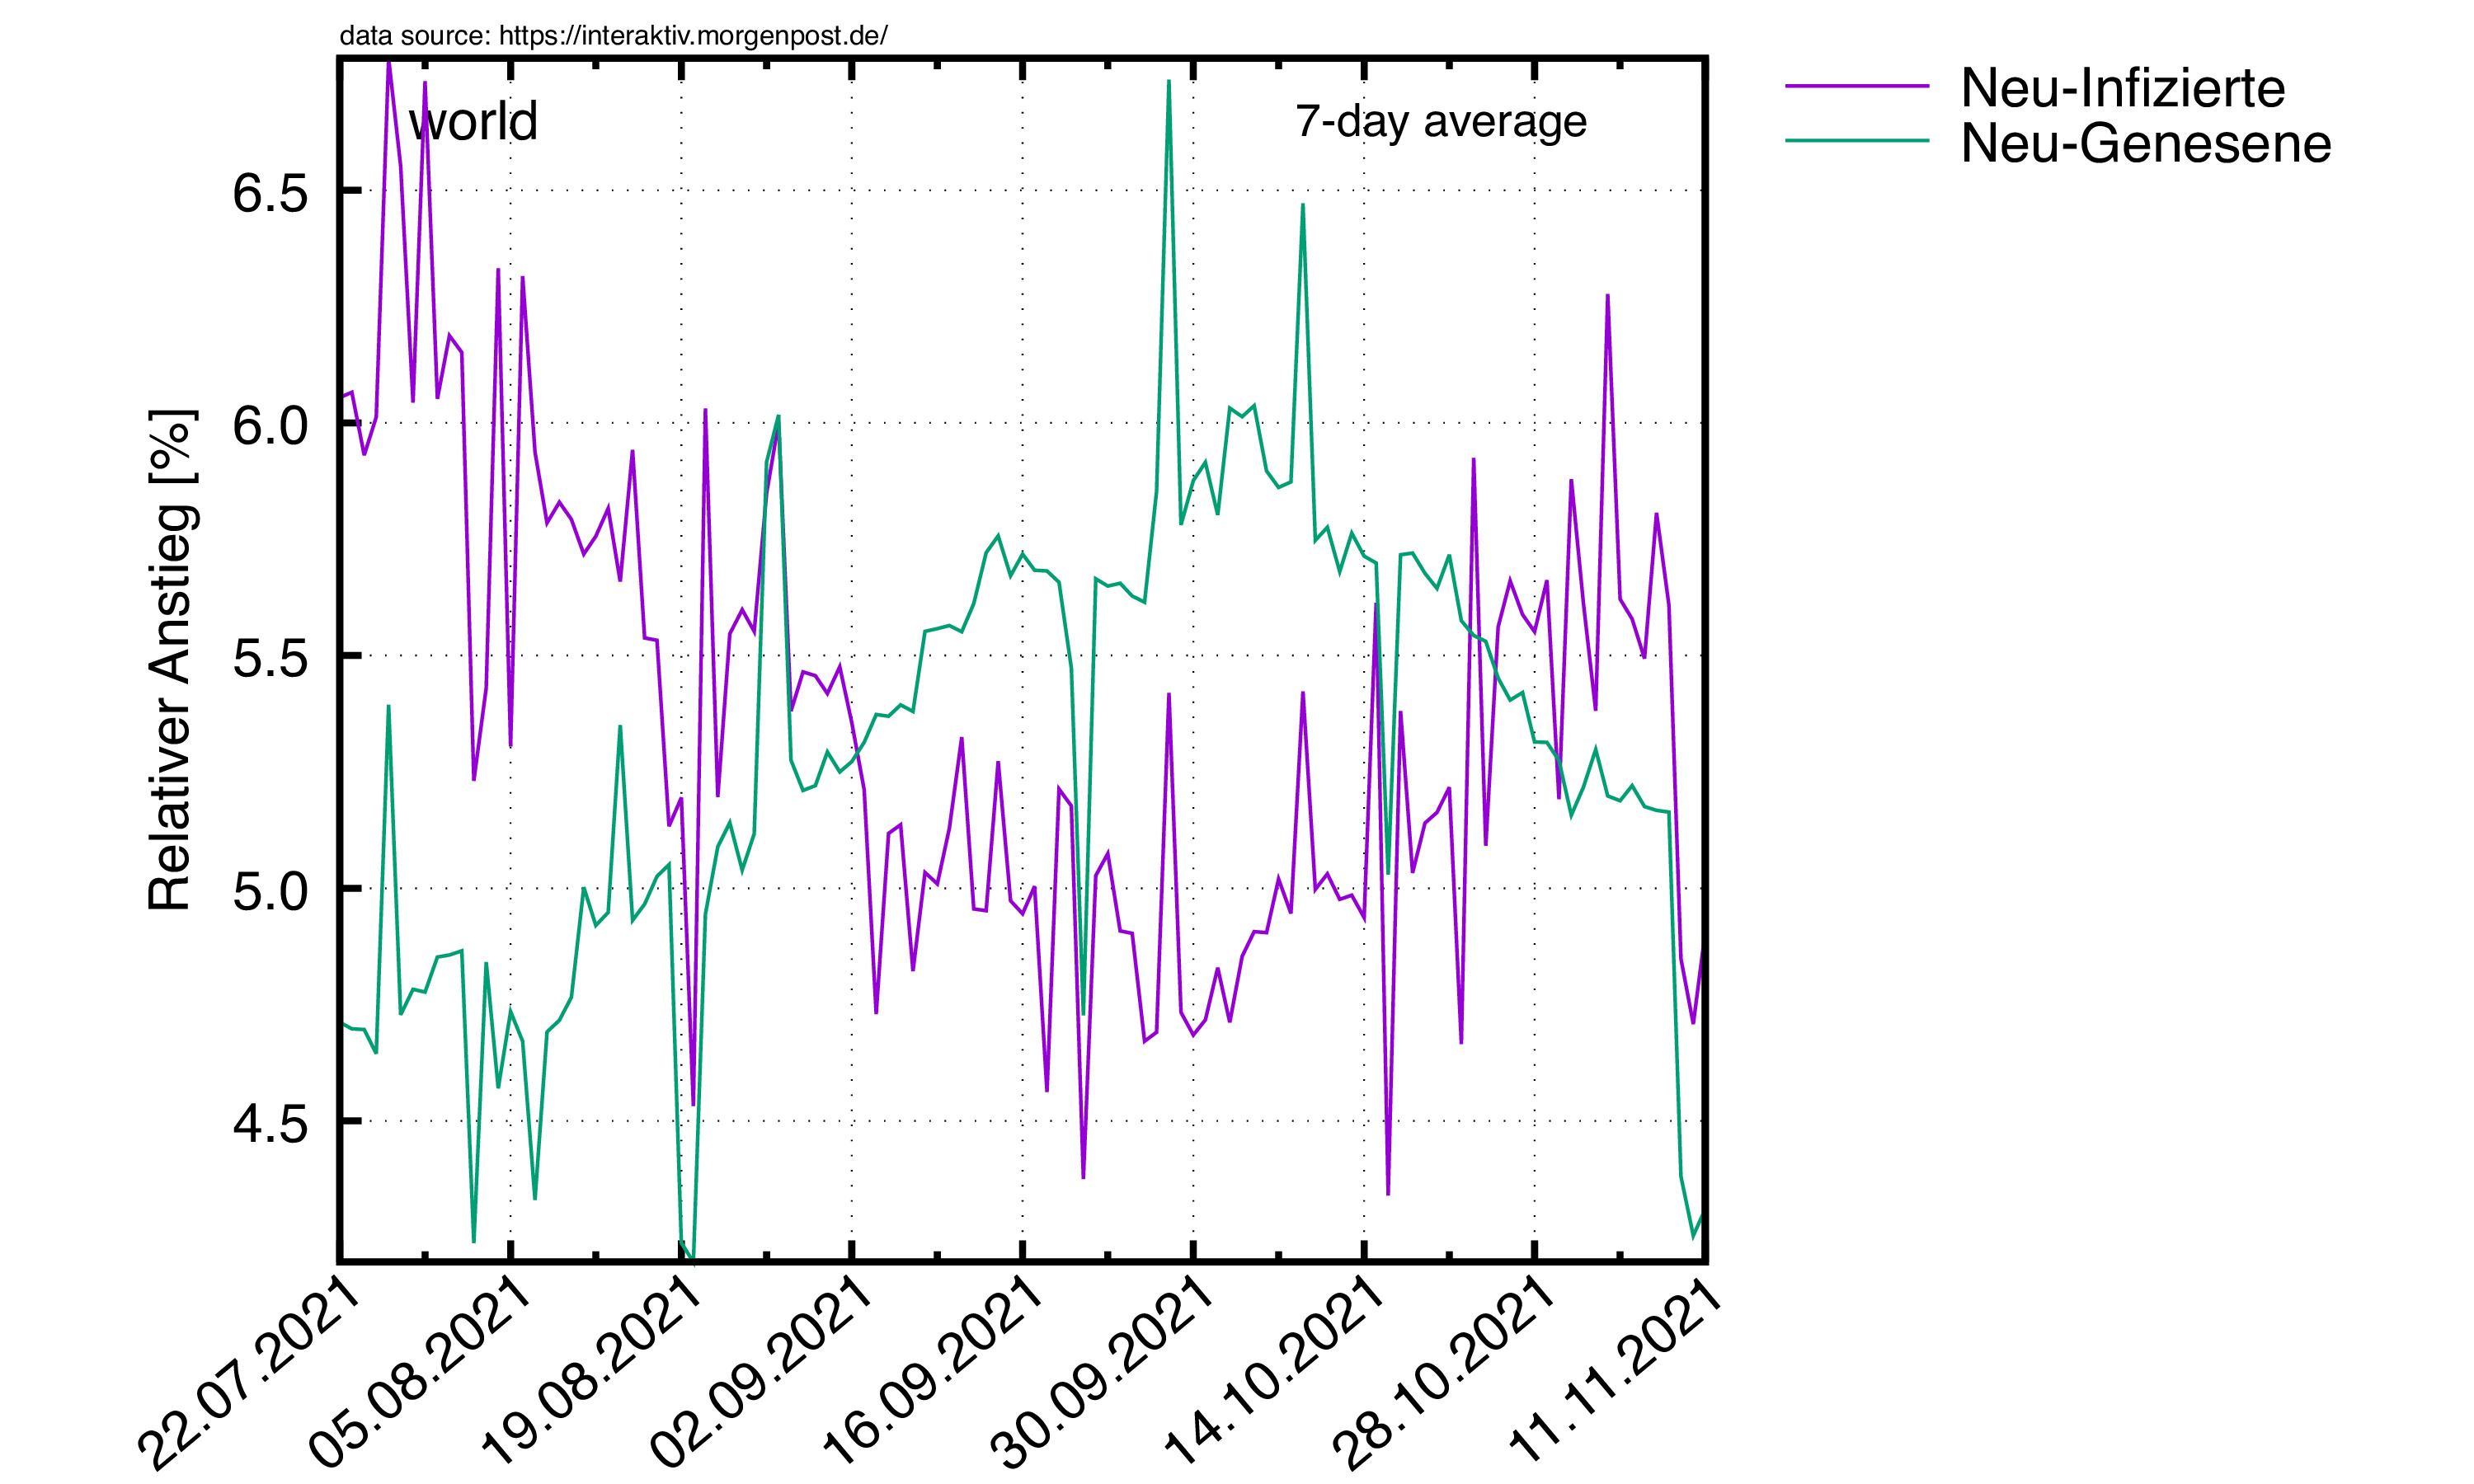 data source: https://interaktiv.morgenpost.de/
world
7-day average
Neu-Infizierte
Neu-Genesene
Relativer Anstieg [%]
6.5
6.0
5.5
5.0
4.5
22.07.2021
05.08.2021
19.08.2021
02.09.2021
16.09.2021
30.09.2021
14.10.2021
28.10.2021
11.11.2021